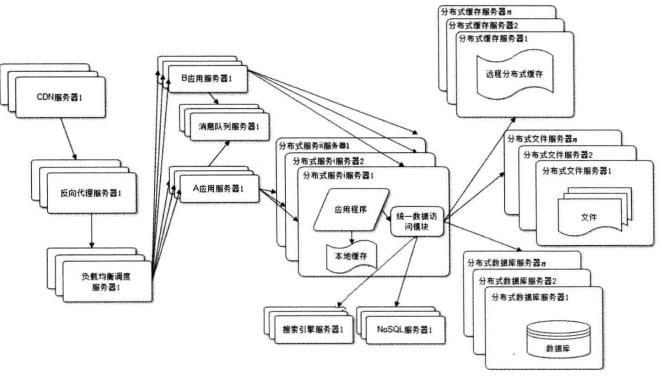 CDN服务器1
反向代理服务器1
负载均衡调度
服务器1
B应用服务器1
消息队列服务器1
A应用服务器1
分布式服务ii服务器1
分布式服务i服务器2
分布式服务i服务器1
应用程序
本地缓存
统一数据访
问模块
搜索引擎服务器1
NoSQL服务器1
分布式缓存服务器n
分布式缓存服务器2
分布式缓存服务器1
远程分布式缓存
分布式文件服务器n
分布式文件服务器2
分布式文件服务器1
文件
分布式数据库服务器n
分布式数据库服务器2
分布式数据库服务器1
数据库